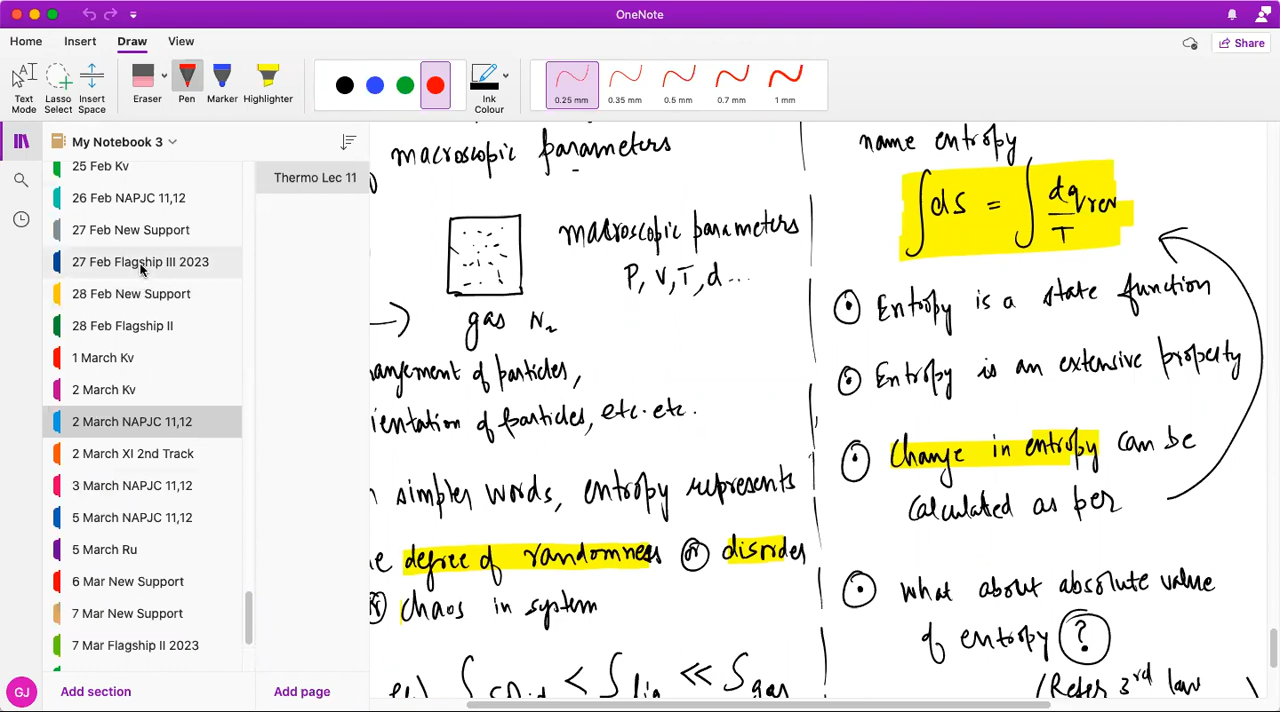 OneNote
Home Insert Draw View
Share
Text Mode
Lasso Select
Insert Space
Eraser
Pen
Marker
Highlighter
Ink Colour
0.25 mm
0.35 mm
0.5 mm
0.7 mm
1 mm
My Notebook 3
25 Feb Kv
26 Feb NAPJC 11,12
27 Feb New Support
27 Feb Flagship III 2023
28 Feb New Support
28 Feb Flagship II
1 March Kv
2 March Kv
2 March NAPJC 11,12
2 March XI 2nd Track
3 March NAPJC 11,12
5 March NAPJC 11,12
5 March Ru
6 Mar New Support
7 Mar New Support
7 Mar Flagship II 2023
GJ
Add section
Thermo Lec 11
Add page
macroscopic parameters
macroscopic parameters
P, V, T, d ...
gas N₂
angement of particles,
ientation of particles, etc. etc.
simpler words, entropy represents
degree of randomness or disorder
chaos in system
S < S liq << S gas
name entropy
∫ds = ∫ dqrev / T
Entropy is a state function
Entropy is an extensive property
Change in entropy can be
calculated as per
What about absolute value
of entropy ?
(Refer 3rd law